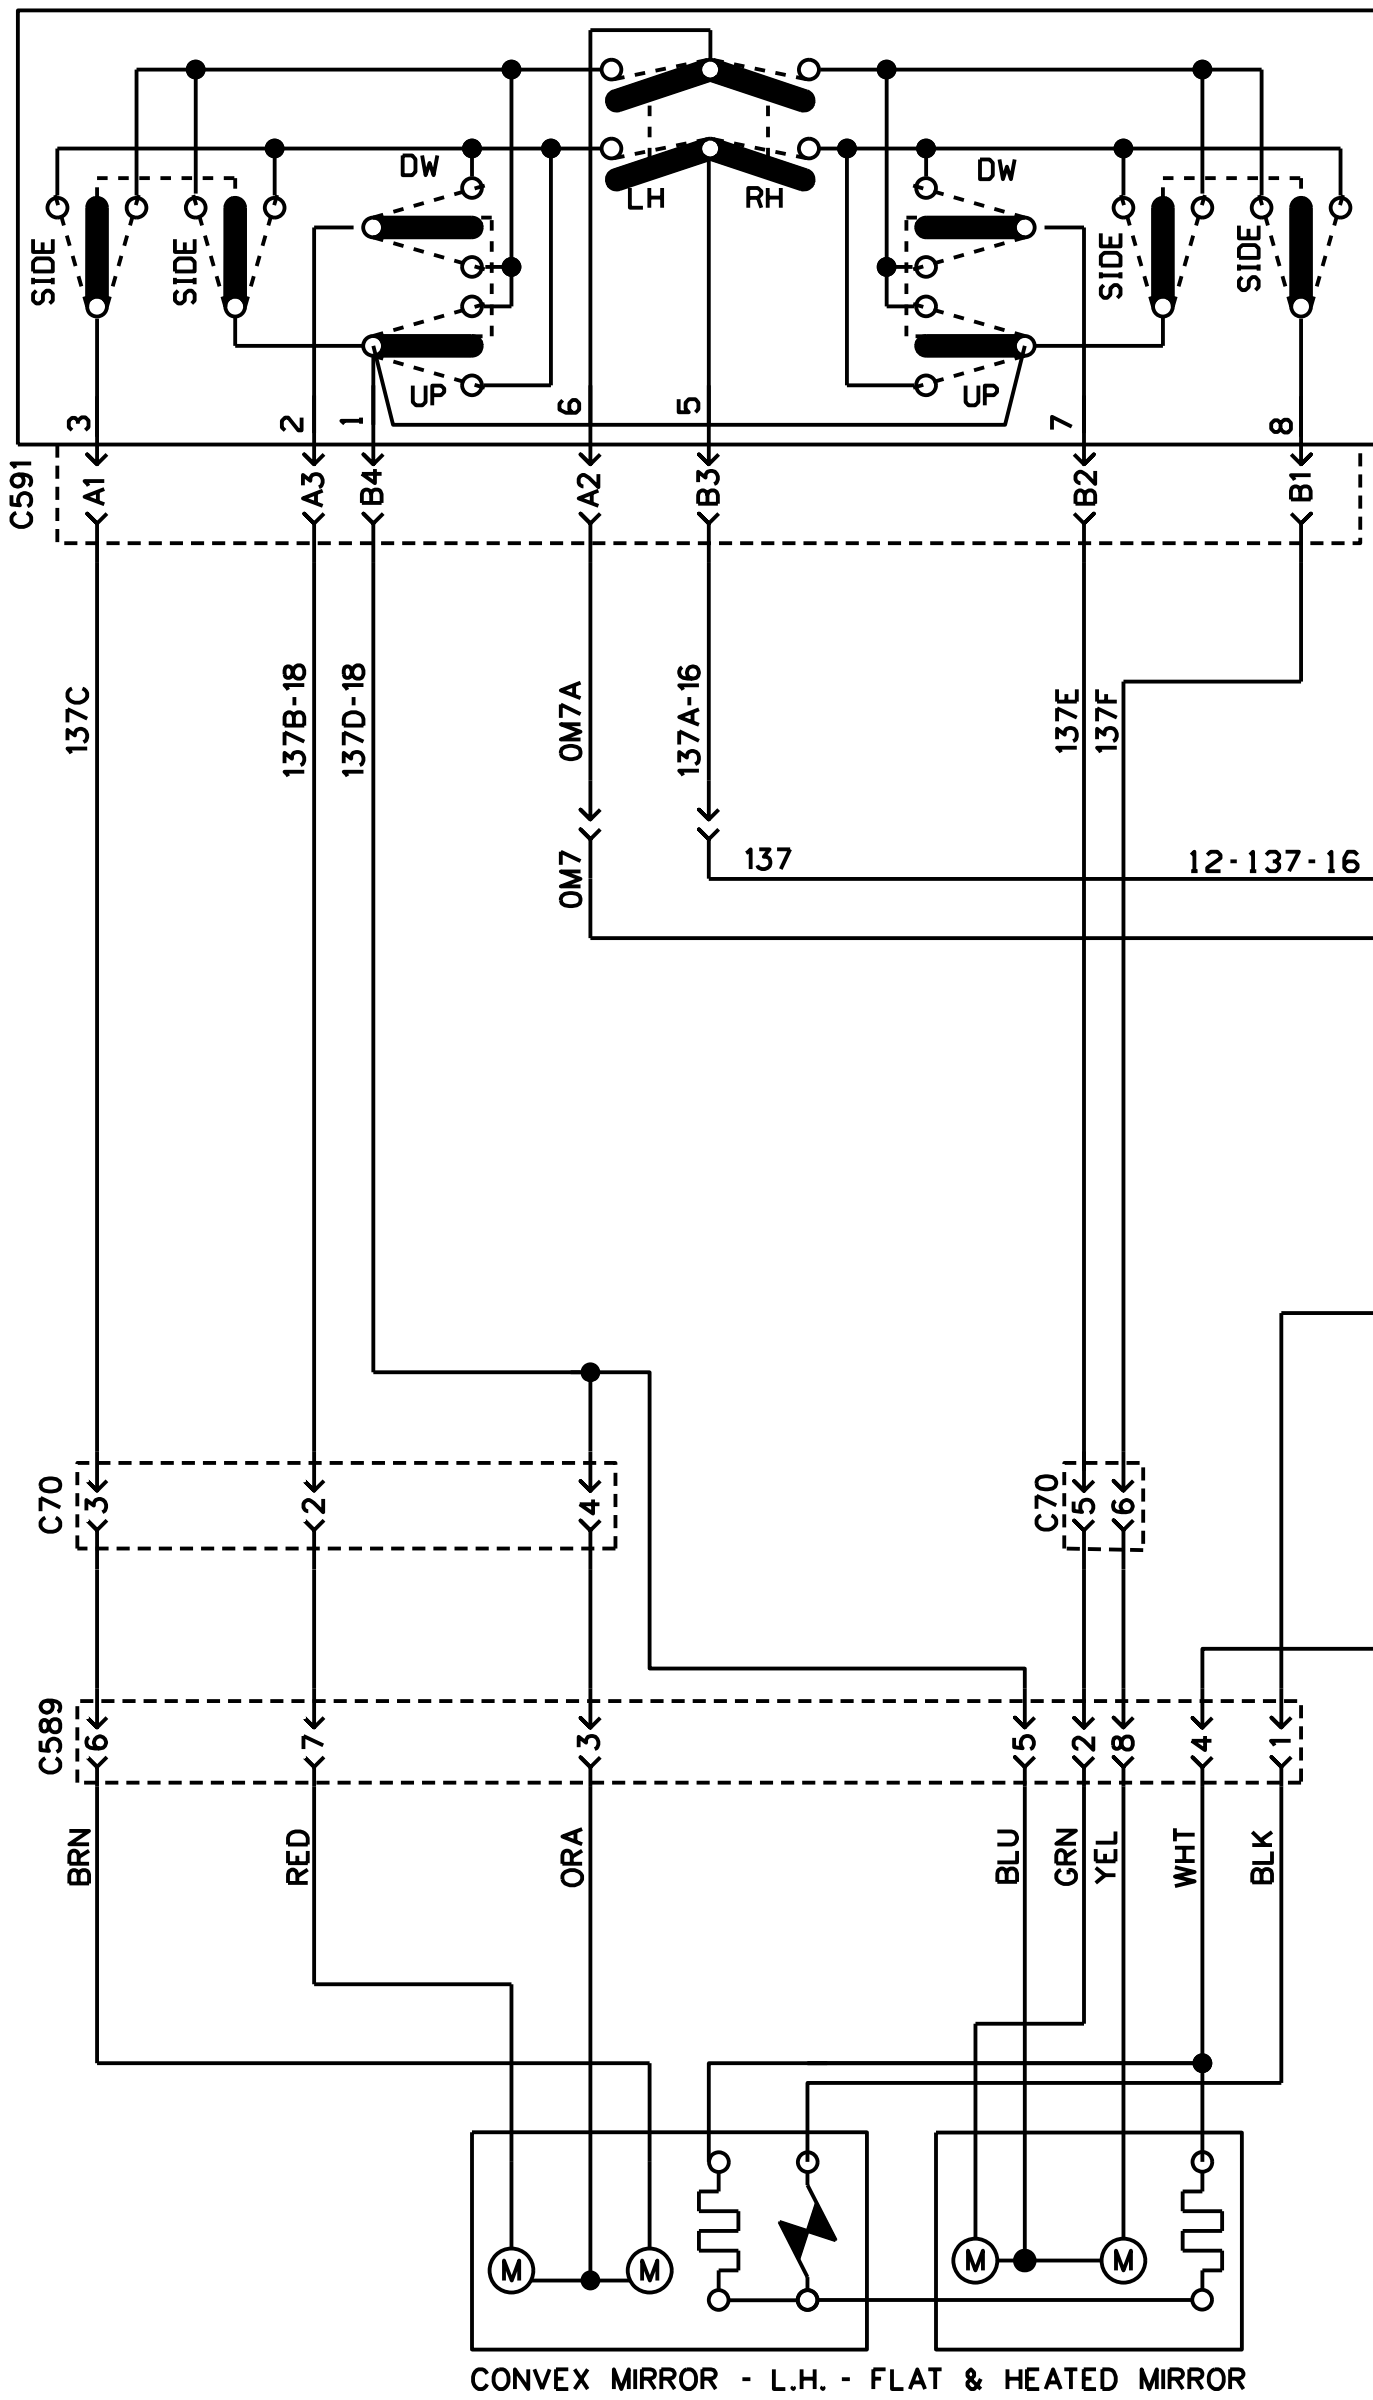 DW
DW
LH
RH
SIDE
SIDE
SIDE
SIDE
UP
UP
3
2
1
6
5
7
8
C591
A1
A3
B4
A2
B3
B2
B1
137C
137B-18
137D-18
0M7A
137A-16
137E
137F
0M7
137
12-137-16
C70
3
2
4
C70
5
6
C589
6
7
3
5
2
8
4
1
BRN
RED
ORA
BLU
GRN
YEL
WHT
BLK
M
M
M
M
CONVEX MIRROR - L.H. - FLAT & HEATED MIRROR